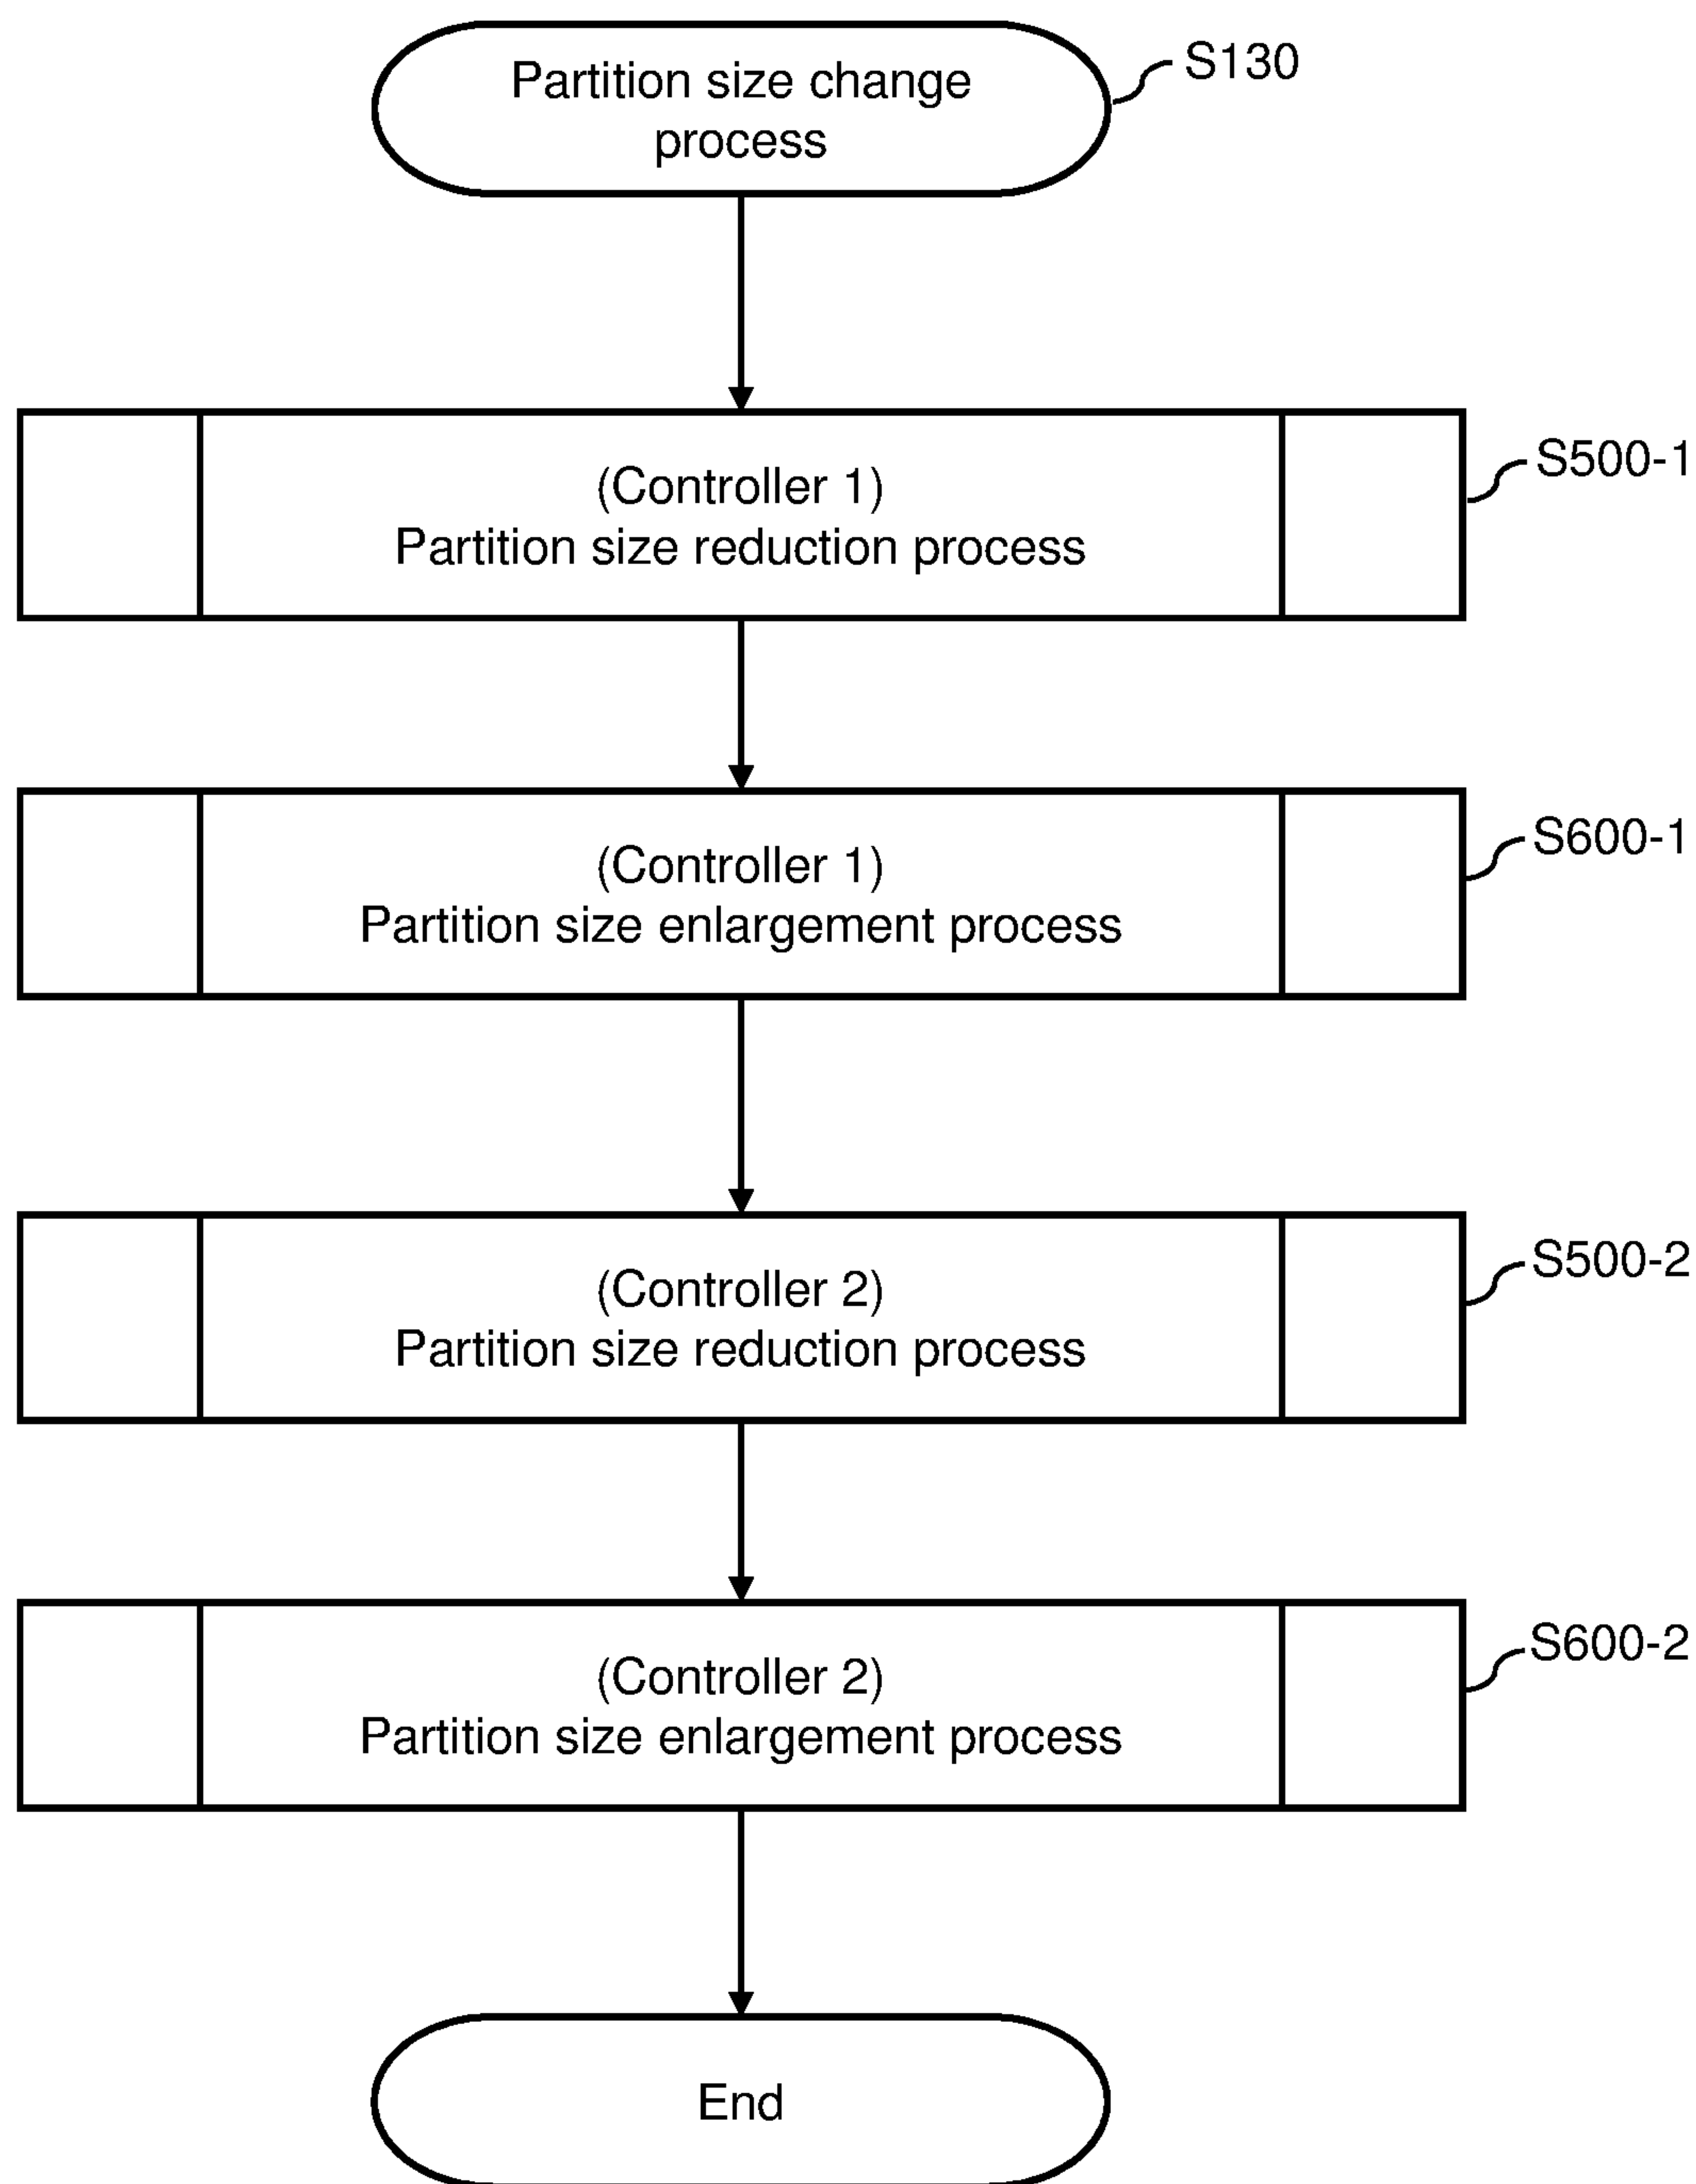 Partition size change
process
S130
(Controller 1)
Partition size reduction process
S500-1
(Controller 1)
Partition size enlargement process
S600-1
(Controller 2)
Partition size reduction process
S500-2
(Controller 2)
Partition size enlargement process
S600-2
End